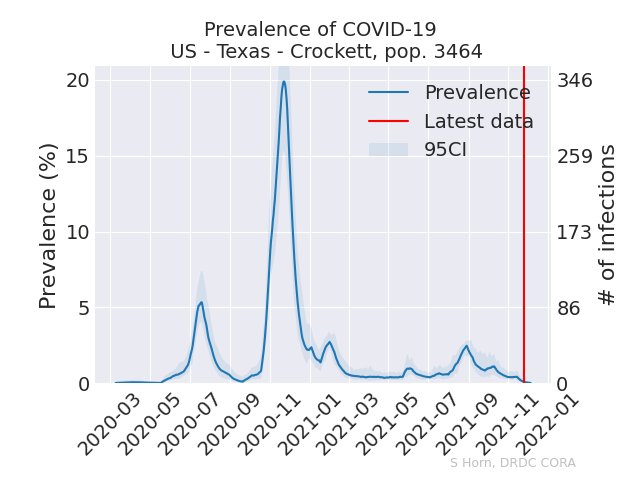 Prevalence of COVID-19
US - Texas - Crockett, pop. 3464
Prevalence (%)
20
15
10
5
0
346
259
173
86
0
# of infections
Prevalence
Latest data
95CI
2020-03
2020-05
2020-07
2020-09
2020-11
2021-01
2021-03
2021-05
2021-07
2021-09
2021-11
2022-01
S Horn, DRDC CORA